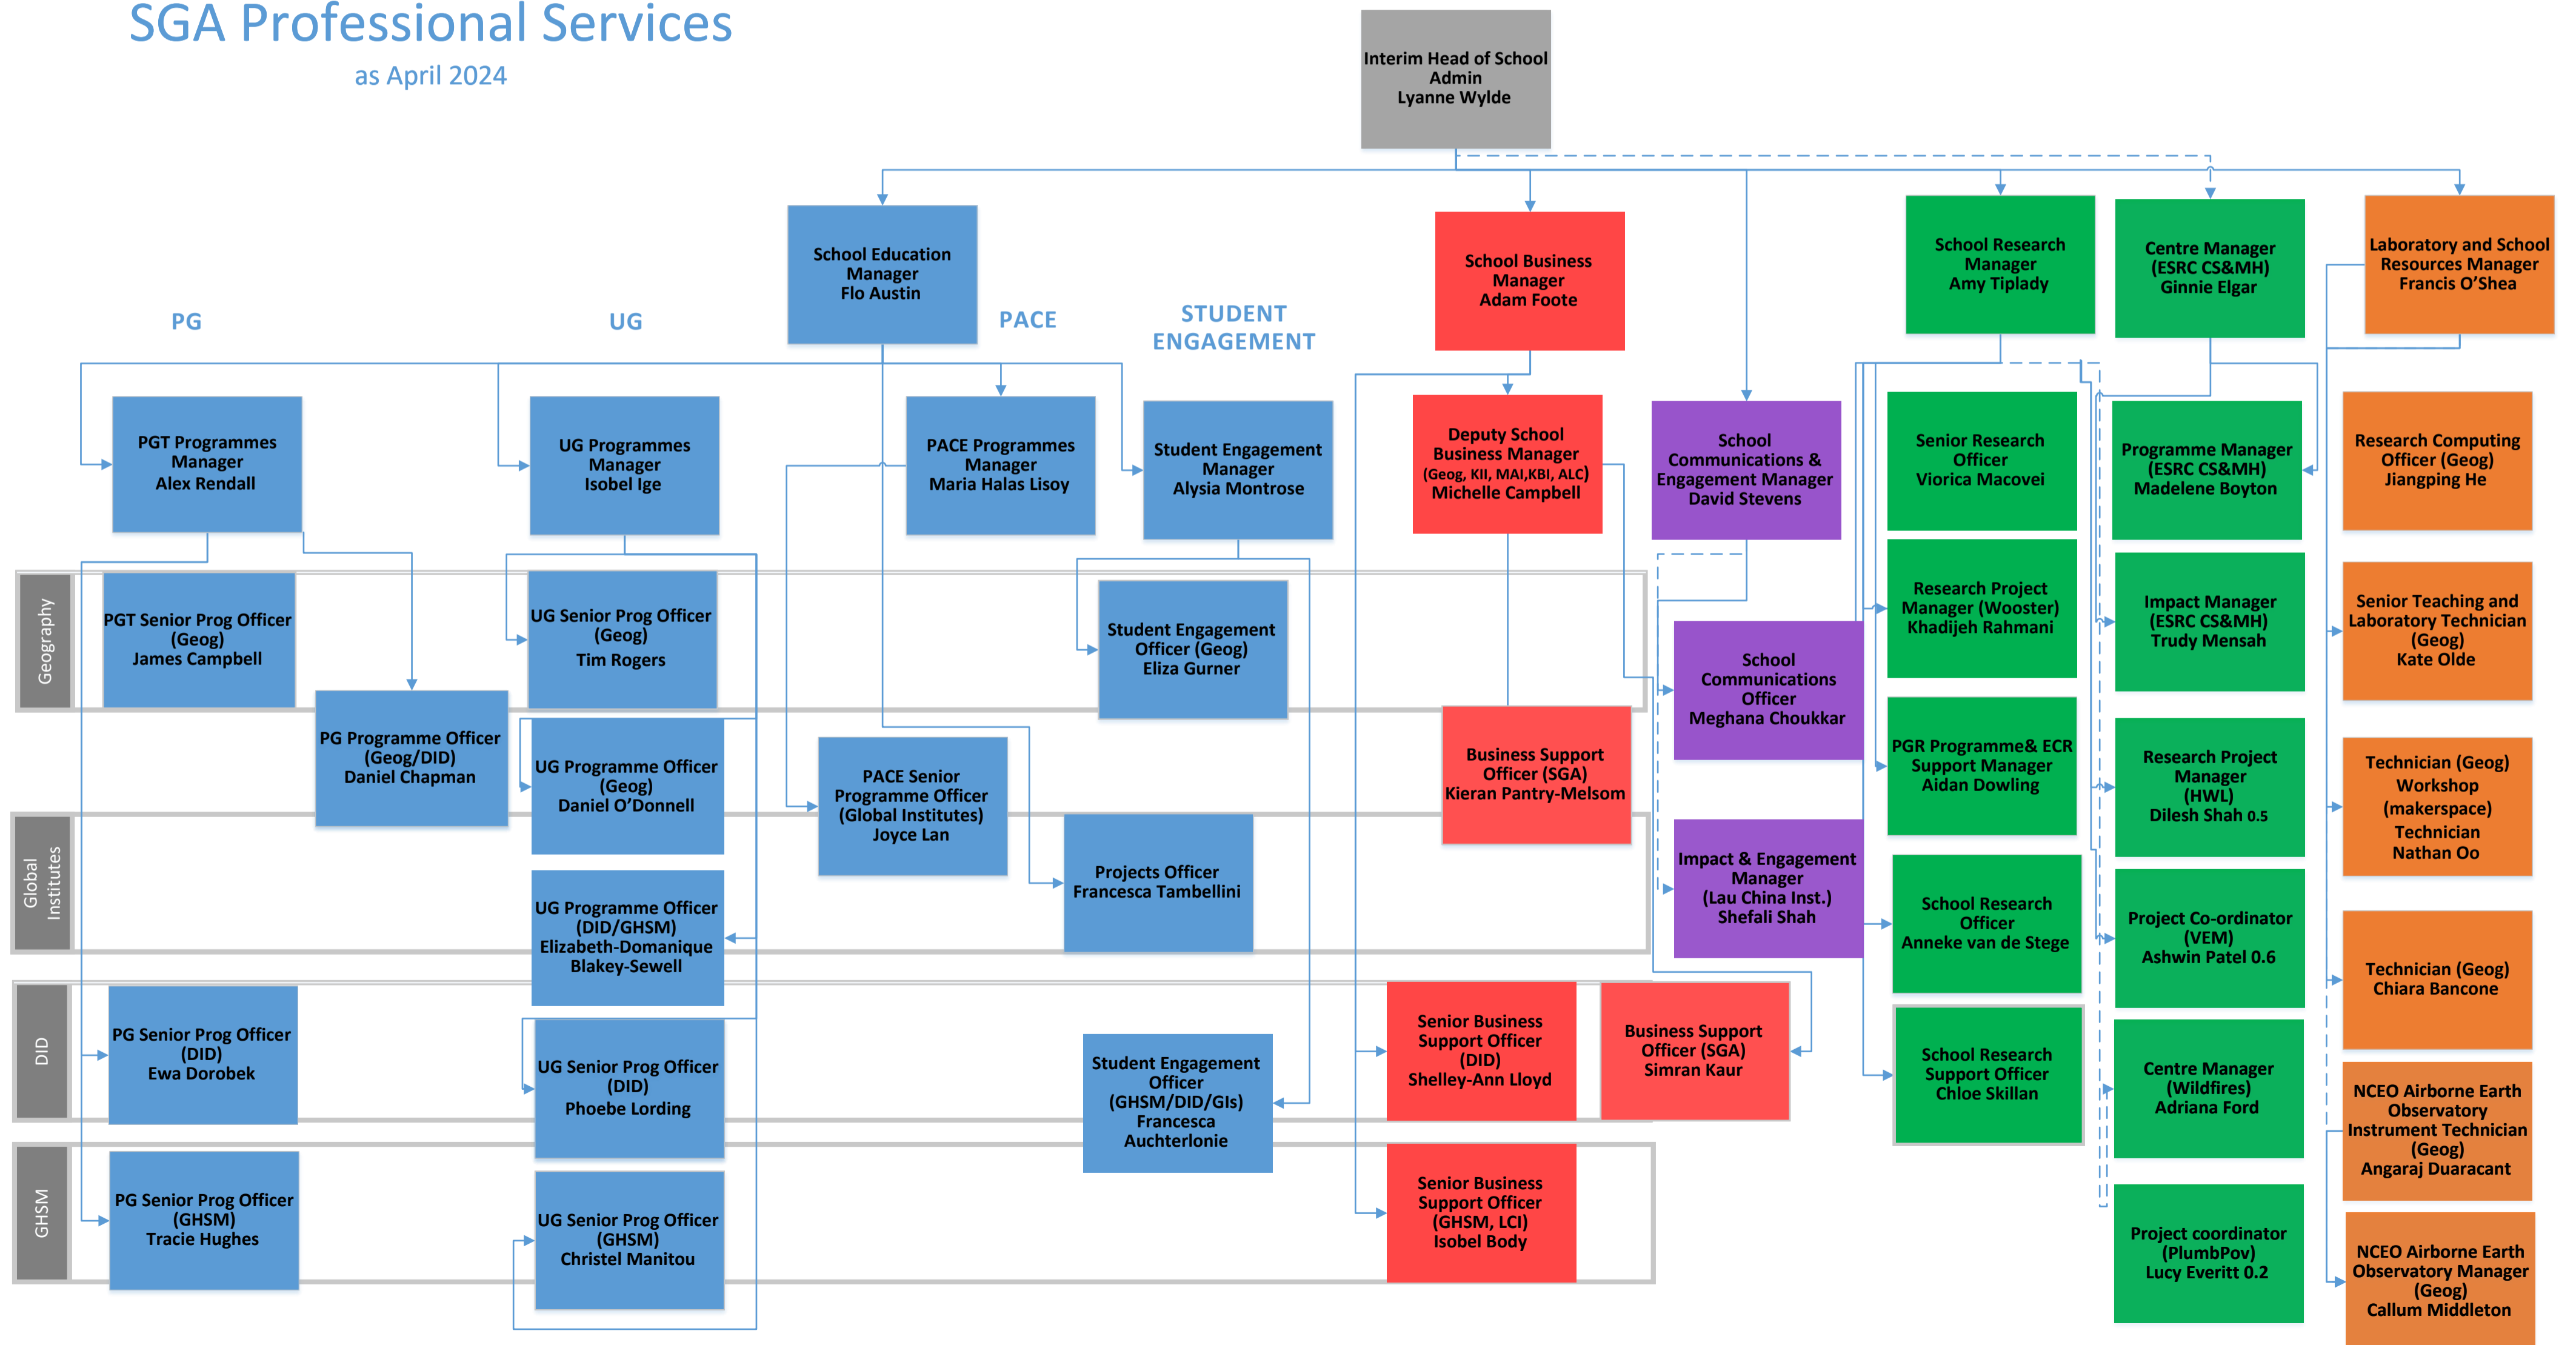 SGA Professional Services
as April 2024
Interim Head of School
Admin
Lyanne Wylde
School Education
Manager
Flo Austin
School Business
Manager
Adam Foote
School Research
Manager
Amy Tiplady
Centre Manager
(ESRC CS&MH)
Ginnie Elgar
Laboratory and School
Resources Manager
Francis O’Shea
PG
UG
PACE
STUDENT
ENGAGEMENT
PGT Programmes
Manager
Alex Rendall
UG Programmes
Manager
Isobel Ige
PACE Programmes
Manager
Maria Halas Lisoy
Student Engagement
Manager
Alysia Montrose
Deputy School
Business Manager
(Geog, KII, MAI,KBI, ALC)
Michelle Campbell
School
Communications &
Engagement Manager
David Stevens
Senior Research
Officer
Viorica Macovei
Programme Manager
(ESRC CS&MH)
Madelene Boyton
Research Computing
Officer (Geog)
Jiangping He
Geography
PGT Senior Prog Officer
(Geog)
James Campbell
UG Senior Prog Officer
(Geog)
Tim Rogers
Student Engagement
Officer (Geog)
Eliza Gurner
School
Communications
Officer
Meghana Choukkar
Research Project
Manager (Wooster)
Khadijeh Rahmani
Impact Manager
(ESRC CS&MH)
Trudy Mensah
Senior Teaching and
Laboratory Technician
(Geog)
Kate Olde
PG Programme Officer
(Geog/DID)
Daniel Chapman
UG Programme Officer
(Geog)
Daniel O’Donnell
PACE Senior
Programme Officer
(Global Institutes)
Joyce Lan
Business Support
Officer (SGA)
Kieran Pantry-Melsom
PGR Programme& ECR
Support Manager
Aidan Dowling
Research Project
Manager
(HWL)
Dilesh Shah 0.5
Technician (Geog)
Workshop
(makerspace)
Technician
Nathan Oo
Global
Institutes
UG Programme Officer
(DID/GHSM)
Elizabeth-Domanique
Blakey-Sewell
Projects Officer
Francesca Tambellini
Impact & Engagement
Manager
(Lau China Inst.)
Shefali Shah
School Research
Officer
Anneke van de Stege
Project Co-ordinator
(VEM)
Ashwin Patel 0.6
Technician (Geog)
Chiara Bancone
DID
PG Senior Prog Officer
(DID)
Ewa Dorobek
UG Senior Prog Officer
(DID)
Phoebe Lording
Student Engagement
Officer
(GHSM/DID/GIs)
Francesca
Auchterlonie
Senior Business
Support Officer
(DID)
Shelley-Ann Lloyd
Business Support
Officer (SGA)
Simran Kaur
School Research
Support Officer
Chloe Skillan
Centre Manager
(Wildfires)
Adriana Ford
NCEO Airborne Earth
Observatory
Instrument Technician
(Geog)
Angaraj Duaracant
GHSM
PG Senior Prog Officer
(GHSM)
Tracie Hughes
UG Senior Prog Officer
(GHSM)
Christel Manitou
Senior Business
Support Officer
(GHSM, LCI)
Isobel Body
Project coordinator
(PlumbPov)
Lucy Everitt 0.2
NCEO Airborne Earth
Observatory Manager
(Geog)
Callum Middleton